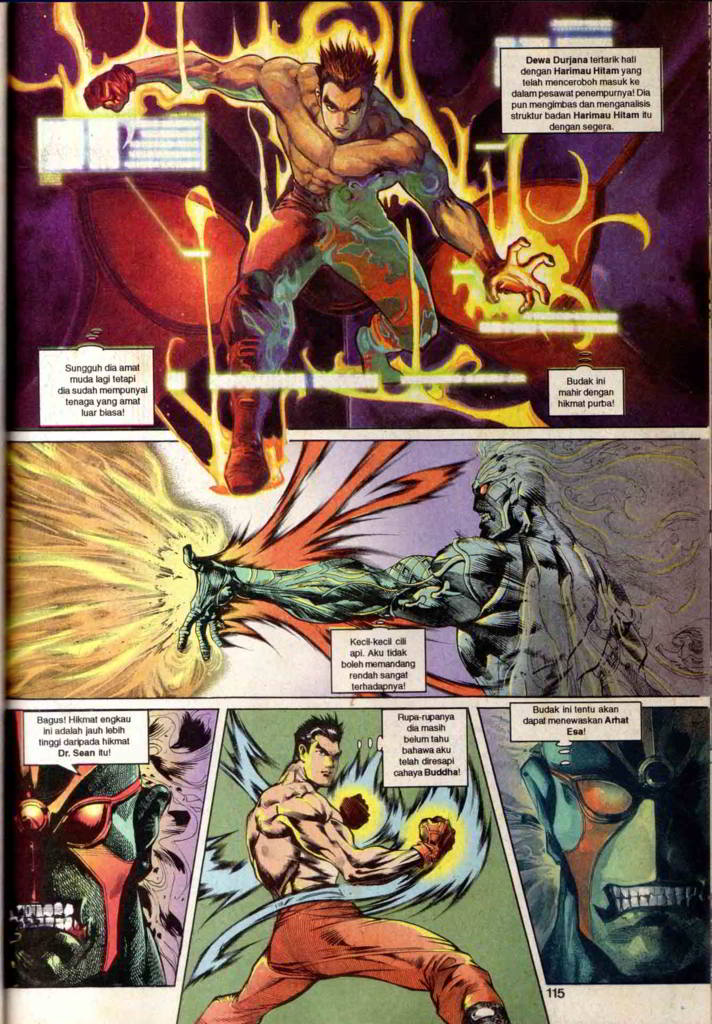 Dewa Durjana tertarik hati
dengan Harimau Hitam yang
telah menceroboh masuk ke
dalam pesawat penempurnya! Dia
pun mengimbas dan menganalisis
struktur badan Harimau Hitam itu
dengan segera.
Sungguh dia amat
muda lagi tetapi
dia sudah mempunyai
tenaga yang amat
luar biasa!
Budak ini
mahir dengan
hikmat purba!
Kecil-kecil cili
api. Aku tidak
boleh memandang
rendah sangat
terhadapnya!
Bagus! Hikmat engkau
ini adalah jauh lebih
tinggi daripada hikmat
Dr. Sean itu!
Rupa-rupanya
dia masih
belum tahu
bahawa aku
telah diresapi
cahaya Buddha!
Budak ini tentu akan
dapat menewaskan Arhat
Esa!
115